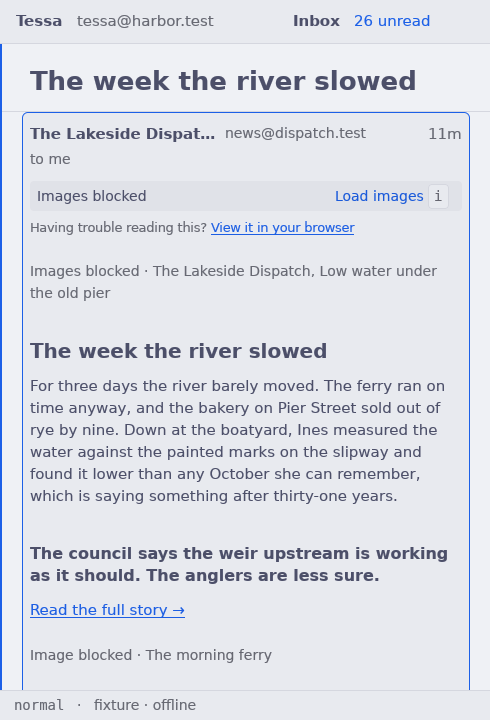 Tessa tessa@harbor.test Inbox 26 unread
The week the river slowed
The Lakeside Dispat… news@dispatch.test 11m
to me
Images blocked Load images i
Having trouble reading this? View it in your browser
Images blocked · The Lakeside Dispatch, Low water under
the old pier
The week the river slowed
For three days the river barely moved. The ferry ran on
time anyway, and the bakery on Pier Street sold out of
rye by nine. Down at the boatyard, Ines measured the
water against the painted marks on the slipway and
found it lower than any October she can remember,
which is saying something after thirty-one years.
The council says the weir upstream is working
as it should. The anglers are less sure.
Read the full story →
Image blocked · The morning ferry
normal · fixture · offline